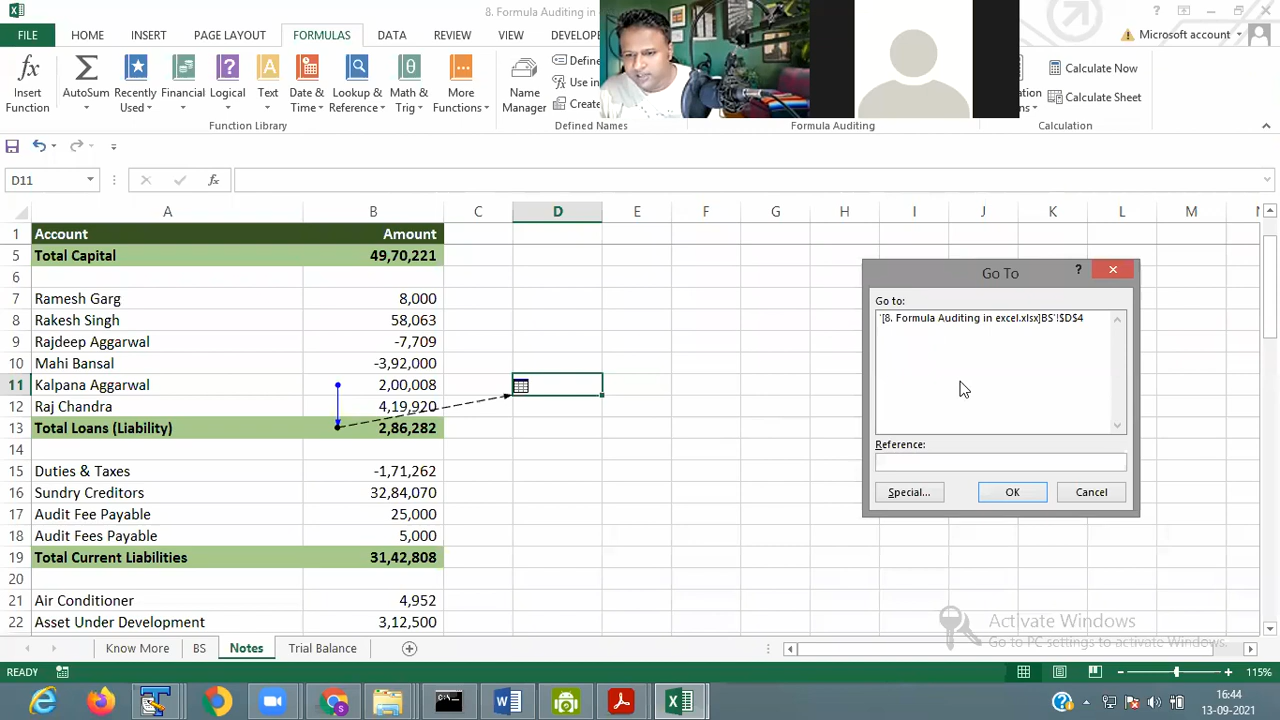 8. Formula Auditing in
FILE HOME INSERT PAGE LAYOUT FORMULAS DATA REVIEW VIEW
Microsoft account
Insert Function
AutoSum
Recently Used
Financial
Logical
Text
Date & Time
Lookup & Reference
Math & Trig
More Functions
Name Manager
Define
Use in
Create
Calculate Now
Calculate Sheet
Function Library
Defined Names
Formula Auditing
Calculation
D11
fx
A B C D E F G H I J K L M
1 Account Amount
5 Total Capital 49,70,221
6
7 Ramesh Garg 8,000
8 Rakesh Singh 58,063
9 Rajdeep Aggarwal -7,709
10 Mahi Bansal -3,92,000
11 Kalpana Aggarwal 2,00,008
12 Raj Chandra 4,19,920
13 Total Loans (Liability) 2,86,282
14
15 Duties & Taxes -1,71,262
16 Sundry Creditors 32,84,070
17 Audit Fee Payable 25,000
18 Audit Fees Payable 5,000
19 Total Current Liabilities 31,42,808
20
21 Air Conditioner 4,952
22 Asset Under Development 3,12,500
Go To
Go to:
'[8. Formula Auditing in excel.xlsx]BS'!$D$4
Reference:
Special... OK Cancel
Activate Windows
Go to PC settings to activate Windows.
Know More BS Notes Trial balance
READY
115%
16:44
13-09-2021